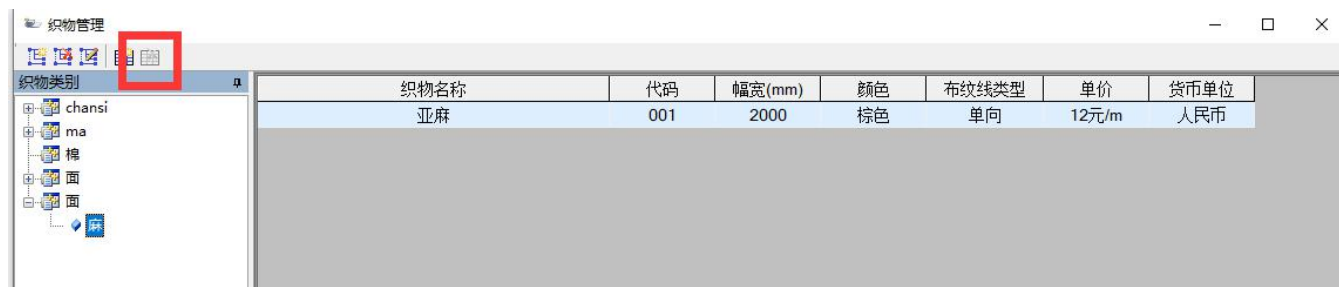 织物管理
织物类别
织物名称 代码 幅宽(mm) 颜色 布纹线类型 单价 货币单位
亚麻 001 2000 棕色 单向 12元/m 人民币
chansi
ma
棉
面
面
麻